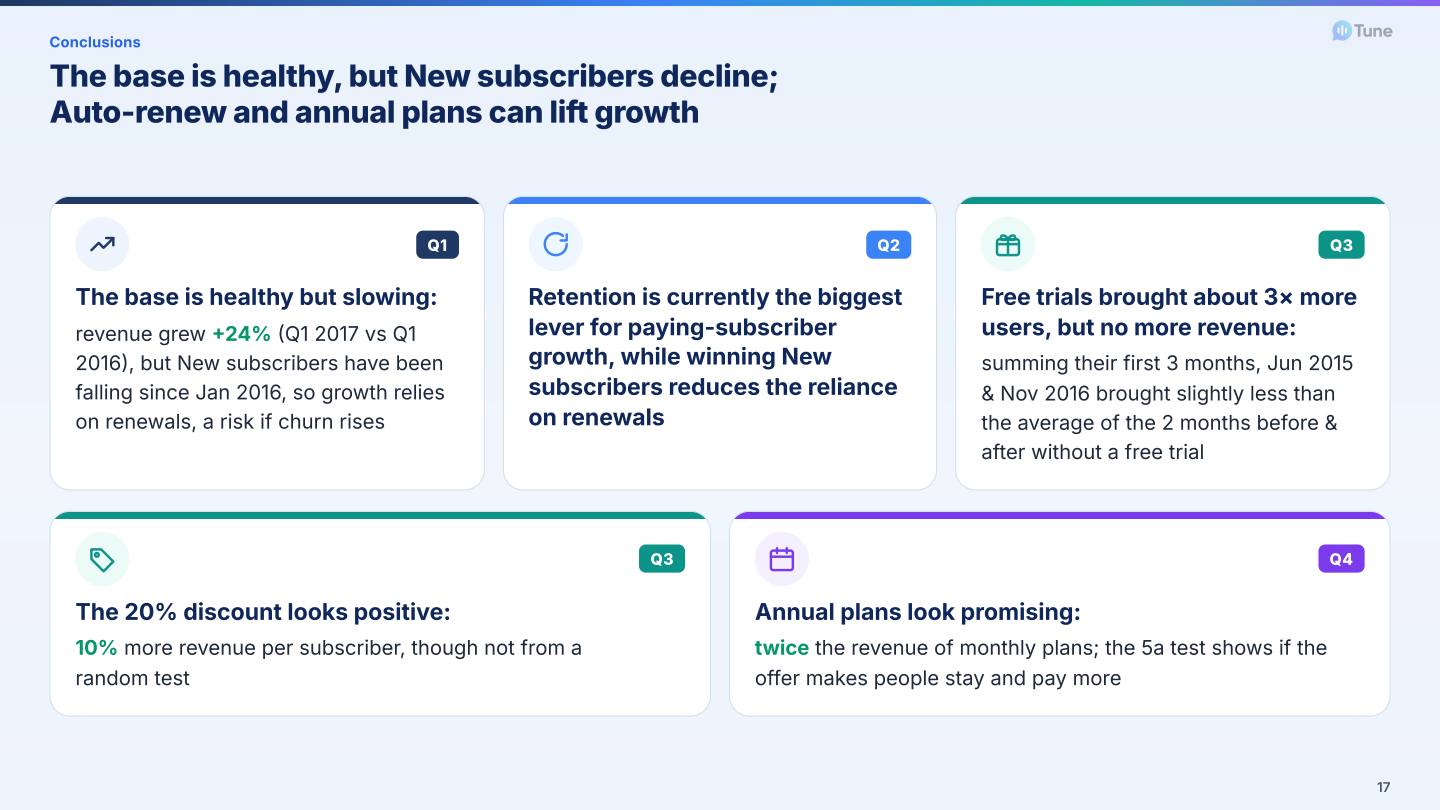 Tune
Conclusions
The base is healthy, but New subscribers decline;
Auto-renew and annual plans can lift growth
Q1
The base is healthy but slowing:
revenue grew +24% (Q1 2017 vs Q1
2016), but New subscribers have been
falling since Jan 2016, so growth relies
on renewals, a risk if churn rises
Q2
Retention is currently the biggest
lever for paying-subscriber
growth, while winning New
subscribers reduces the reliance
on renewals
Q3
Free trials brought about 3× more
users, but no more revenue:
summing their first 3 months, Jun 2015
& Nov 2016 brought slightly less than
the average of the 2 months before &
after without a free trial
Q3
The 20% discount looks positive:
10% more revenue per subscriber, though not from a
random test
Q4
Annual plans look promising:
twice the revenue of monthly plans; the 5a test shows if the
offer makes people stay and pay more
17